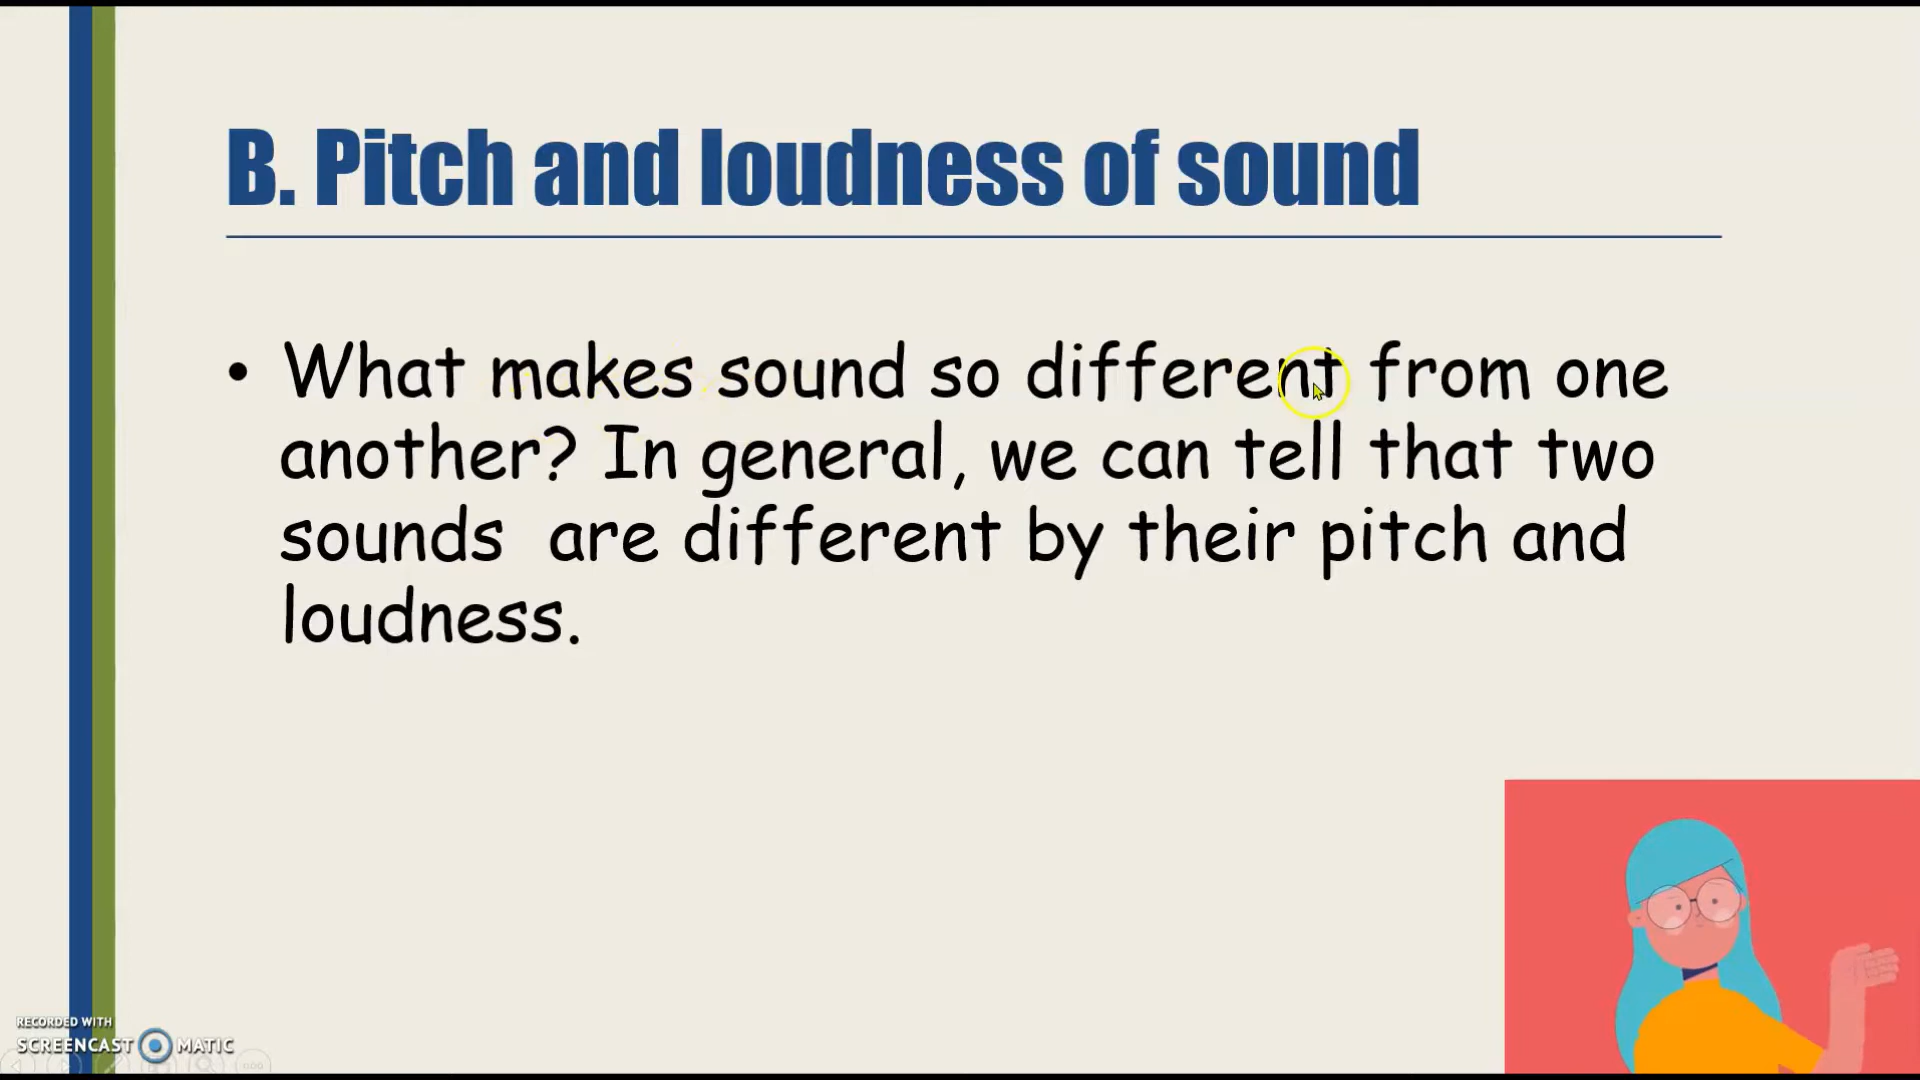 B. Pitch and loudness of sound
• What makes sound so different from one
another? In general, we can tell that two
sounds are different by their pitch and
loudness.
RECORDED WITH
SCREENCAST MATIC